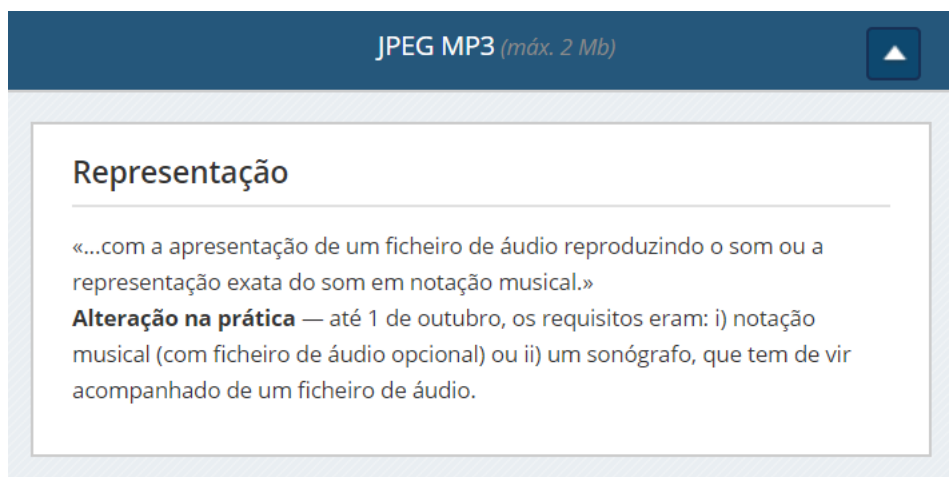 JPEG MP3 (máx. 2 Mb)
Representação
«...com a apresentação de um ficheiro de áudio reproduzindo o som ou a
representação exata do som em notação musical.»
Alteração na prática — até 1 de outubro, os requisitos eram: i) notação
musical (com ficheiro de áudio opcional) ou ii) um sonógrafo, que tem de vir
acompanhado de um ficheiro de áudio.